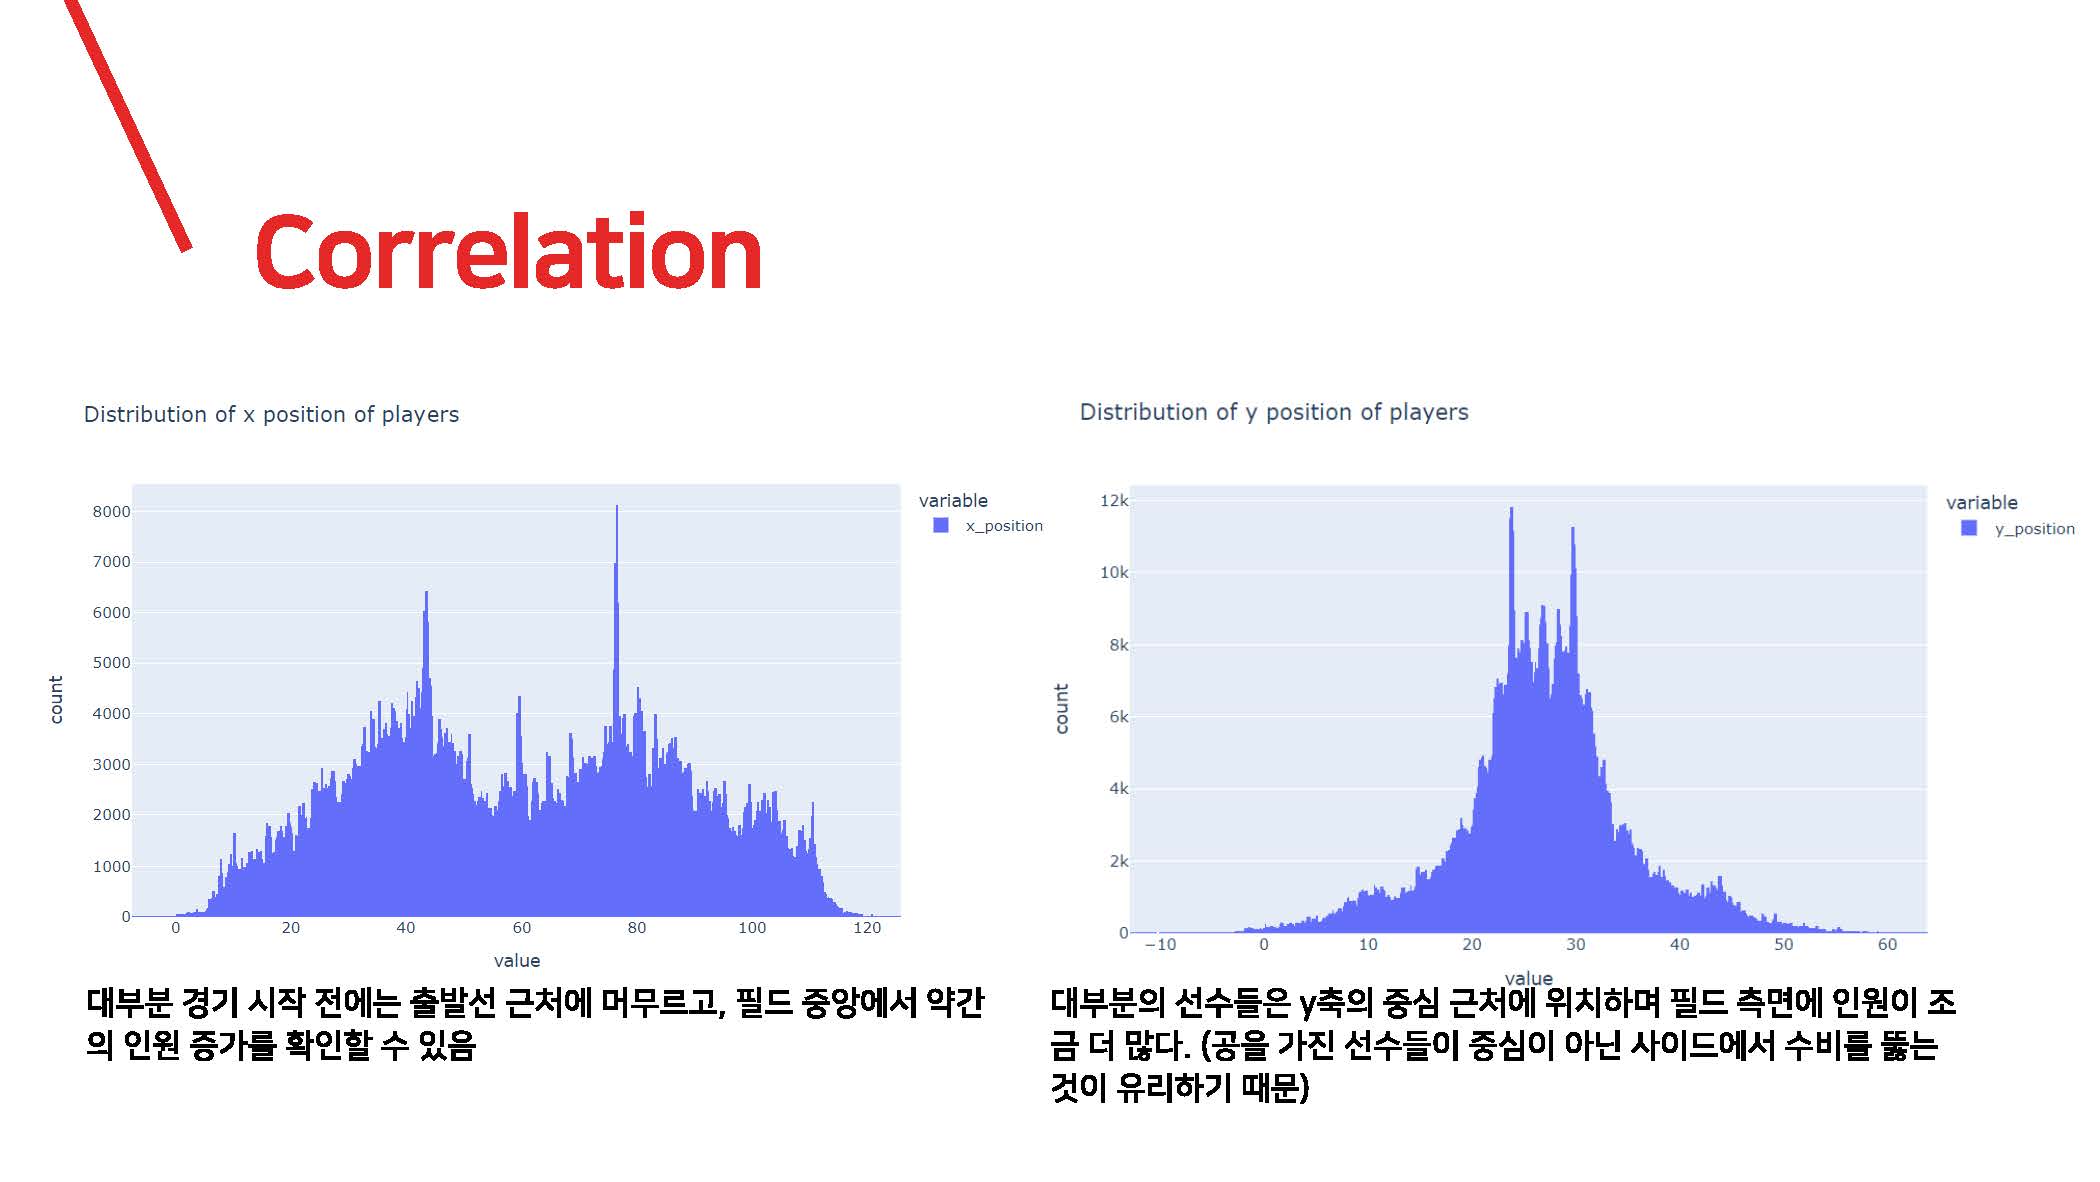 Correlation
Distribution of x position of players
variable
x_position
8000
7000
6000
5000
4000
3000
2000
1000
0
count
0 20 40 60 80 100 120
value
대부분 경기 시작 전에는 출발선 근처에 머무르고, 필드 중앙에서 약간
의 인원 증가를 확인할 수 있음
Distribution of y position of players
variable
y_position
12k
10k
8k
6k
4k
2k
0
count
−10 0 10 20 30 40 50 60
value
대부분의 선수들은 y축의 중심 근처에 위치하며 필드 측면에 인원이 조
금 더 많다. (공을 가진 선수들이 중심이 아닌 사이드에서 수비를 뚫는
것이 유리하기 때문)